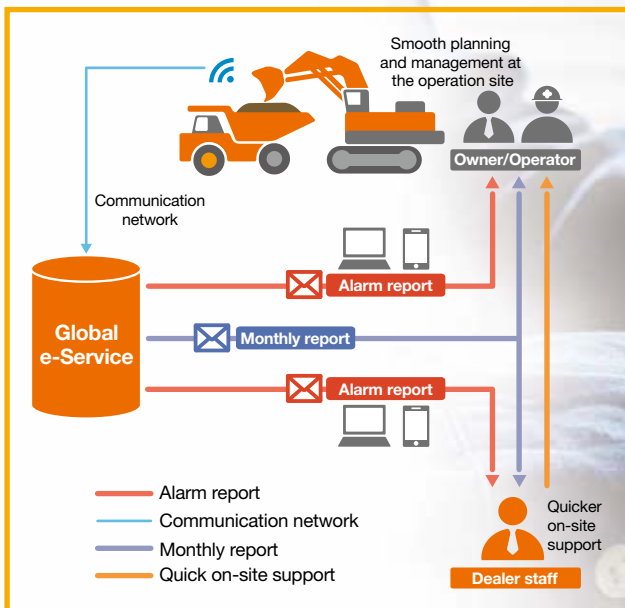 Smooth planning
and management at
the operation site
Owner/Operator
Communication
network
Alarm report
Global
e-Service
Monthly report
Alarm report
Alarm report
Communication network
Monthly report
Quick on-site support
Quicker
on-site
support
Dealer staff